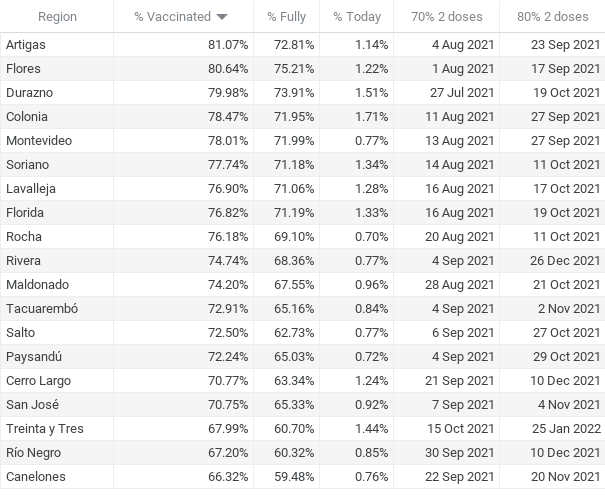 Region % Vaccinated % Fully % Today 70% 2 doses 80% 2 doses
Artigas 81.07% 72.81% 1.14% 4 Aug 2021 23 Sep 2021
Flores 80.64% 75.21% 1.22% 1 Aug 2021 17 Sep 2021
Durazno 79.98% 73.91% 1.51% 27 Jul 2021 19 Oct 2021
Colonia 78.47% 71.95% 1.71% 11 Aug 2021 27 Sep 2021
Montevideo 78.01% 71.99% 0.77% 13 Aug 2021 27 Sep 2021
Soriano 77.74% 71.18% 1.34% 14 Aug 2021 11 Oct 2021
Lavalleja 76.90% 71.06% 1.28% 16 Aug 2021 17 Oct 2021
Florida 76.82% 71.19% 1.33% 16 Aug 2021 19 Oct 2021
Rocha 76.18% 69.10% 0.70% 20 Aug 2021 11 Oct 2021
Rivera 74.74% 68.36% 0.77% 4 Sep 2021 26 Dec 2021
Maldonado 74.20% 67.55% 0.96% 28 Aug 2021 21 Oct 2021
Tacuarembó 72.91% 65.16% 0.84% 4 Sep 2021 2 Nov 2021
Salto 72.50% 62.73% 0.77% 6 Sep 2021 27 Oct 2021
Paysandú 72.24% 65.03% 0.72% 4 Sep 2021 29 Oct 2021
Cerro Largo 70.77% 63.34% 1.24% 21 Sep 2021 10 Dec 2021
San José 70.75% 65.33% 0.92% 7 Sep 2021 4 Nov 2021
Treinta y Tres 67.99% 60.70% 1.44% 15 Oct 2021 25 Jan 2022
Río Negro 67.20% 60.32% 0.85% 30 Sep 2021 10 Dec 2021
Canelones 66.32% 59.48% 0.76% 22 Sep 2021 20 Nov 2021